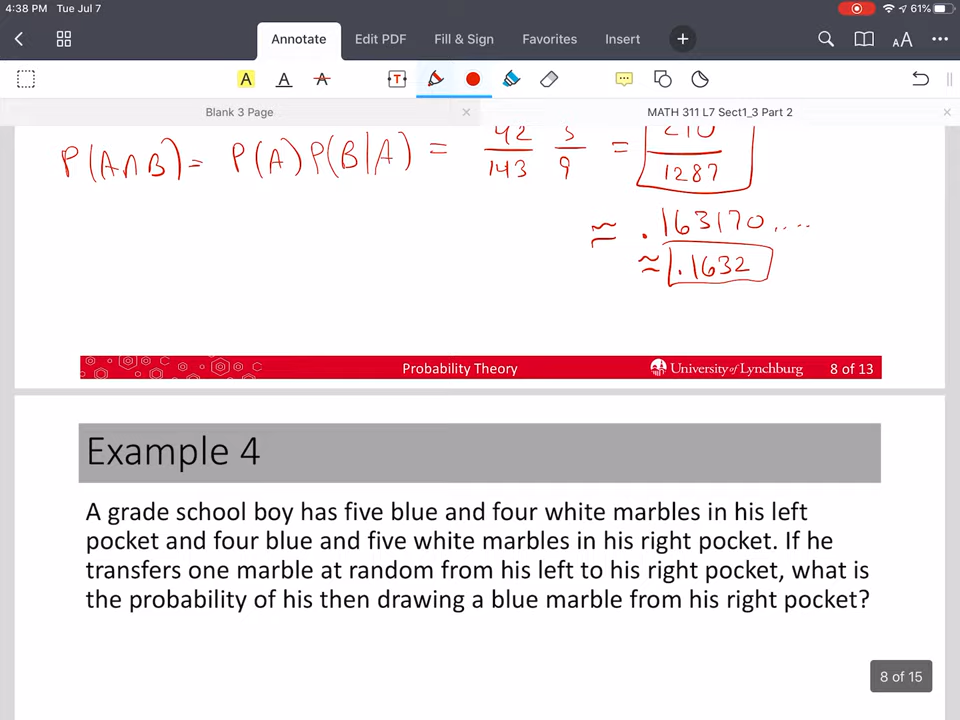 4:38 PM Tue Jul 7
61%
Annotate Edit PDF Fill & Sign Favorites Insert
Blank 3 Page
MATH 311 L7 Sect1_3 Part 2
P(A∩B) = P(A)P(B|A) = 42/143 5/9 = 210/1287
≈ .163170....
≈ .1632
Probability Theory
University of Lynchburg
8 of 13
Example 4
A grade school boy has five blue and four white marbles in his left
pocket and four blue and five white marbles in his right pocket. If he
transfers one marble at random from his left to his right pocket, what is
the probability of his then drawing a blue marble from his right pocket?
8 of 15